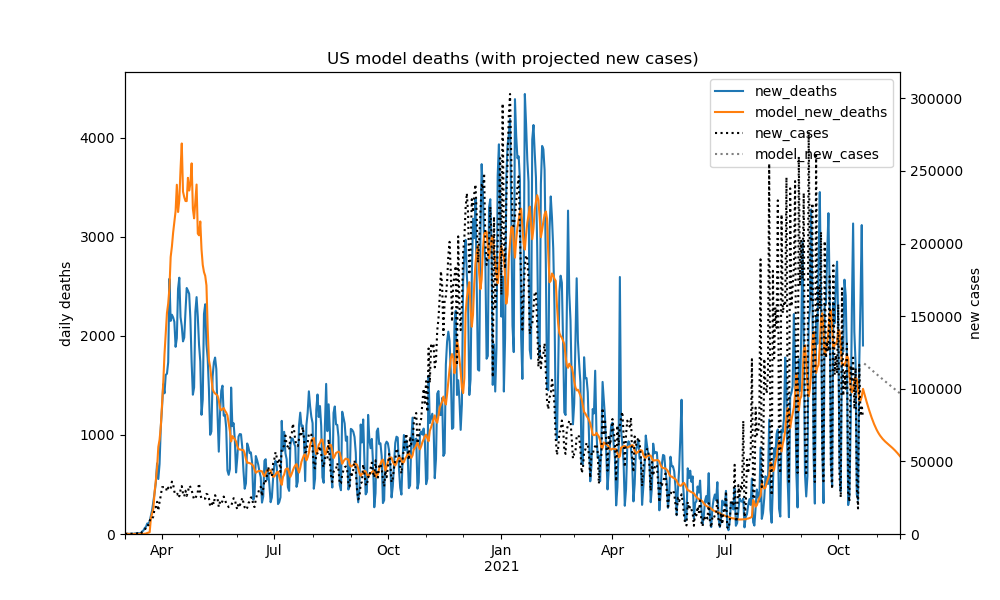 US model deaths (with projected new cases)
new_deaths
model_new_deaths
new_cases
model_new_cases
daily deaths
new cases
4000
3000
2000
1000
0
300000
250000
200000
150000
100000
50000
0
Apr
Jul
Oct
Jan
2021
Apr
Jul
Oct